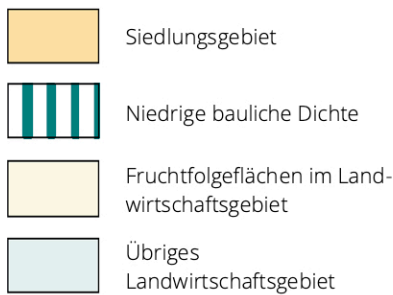 Siedlungsgebiet
Niedrige bauliche Dichte
Fruchtfolgeflächen im Land-
wirtschaftsgebiet
Übriges
Landwirtschaftsgebiet